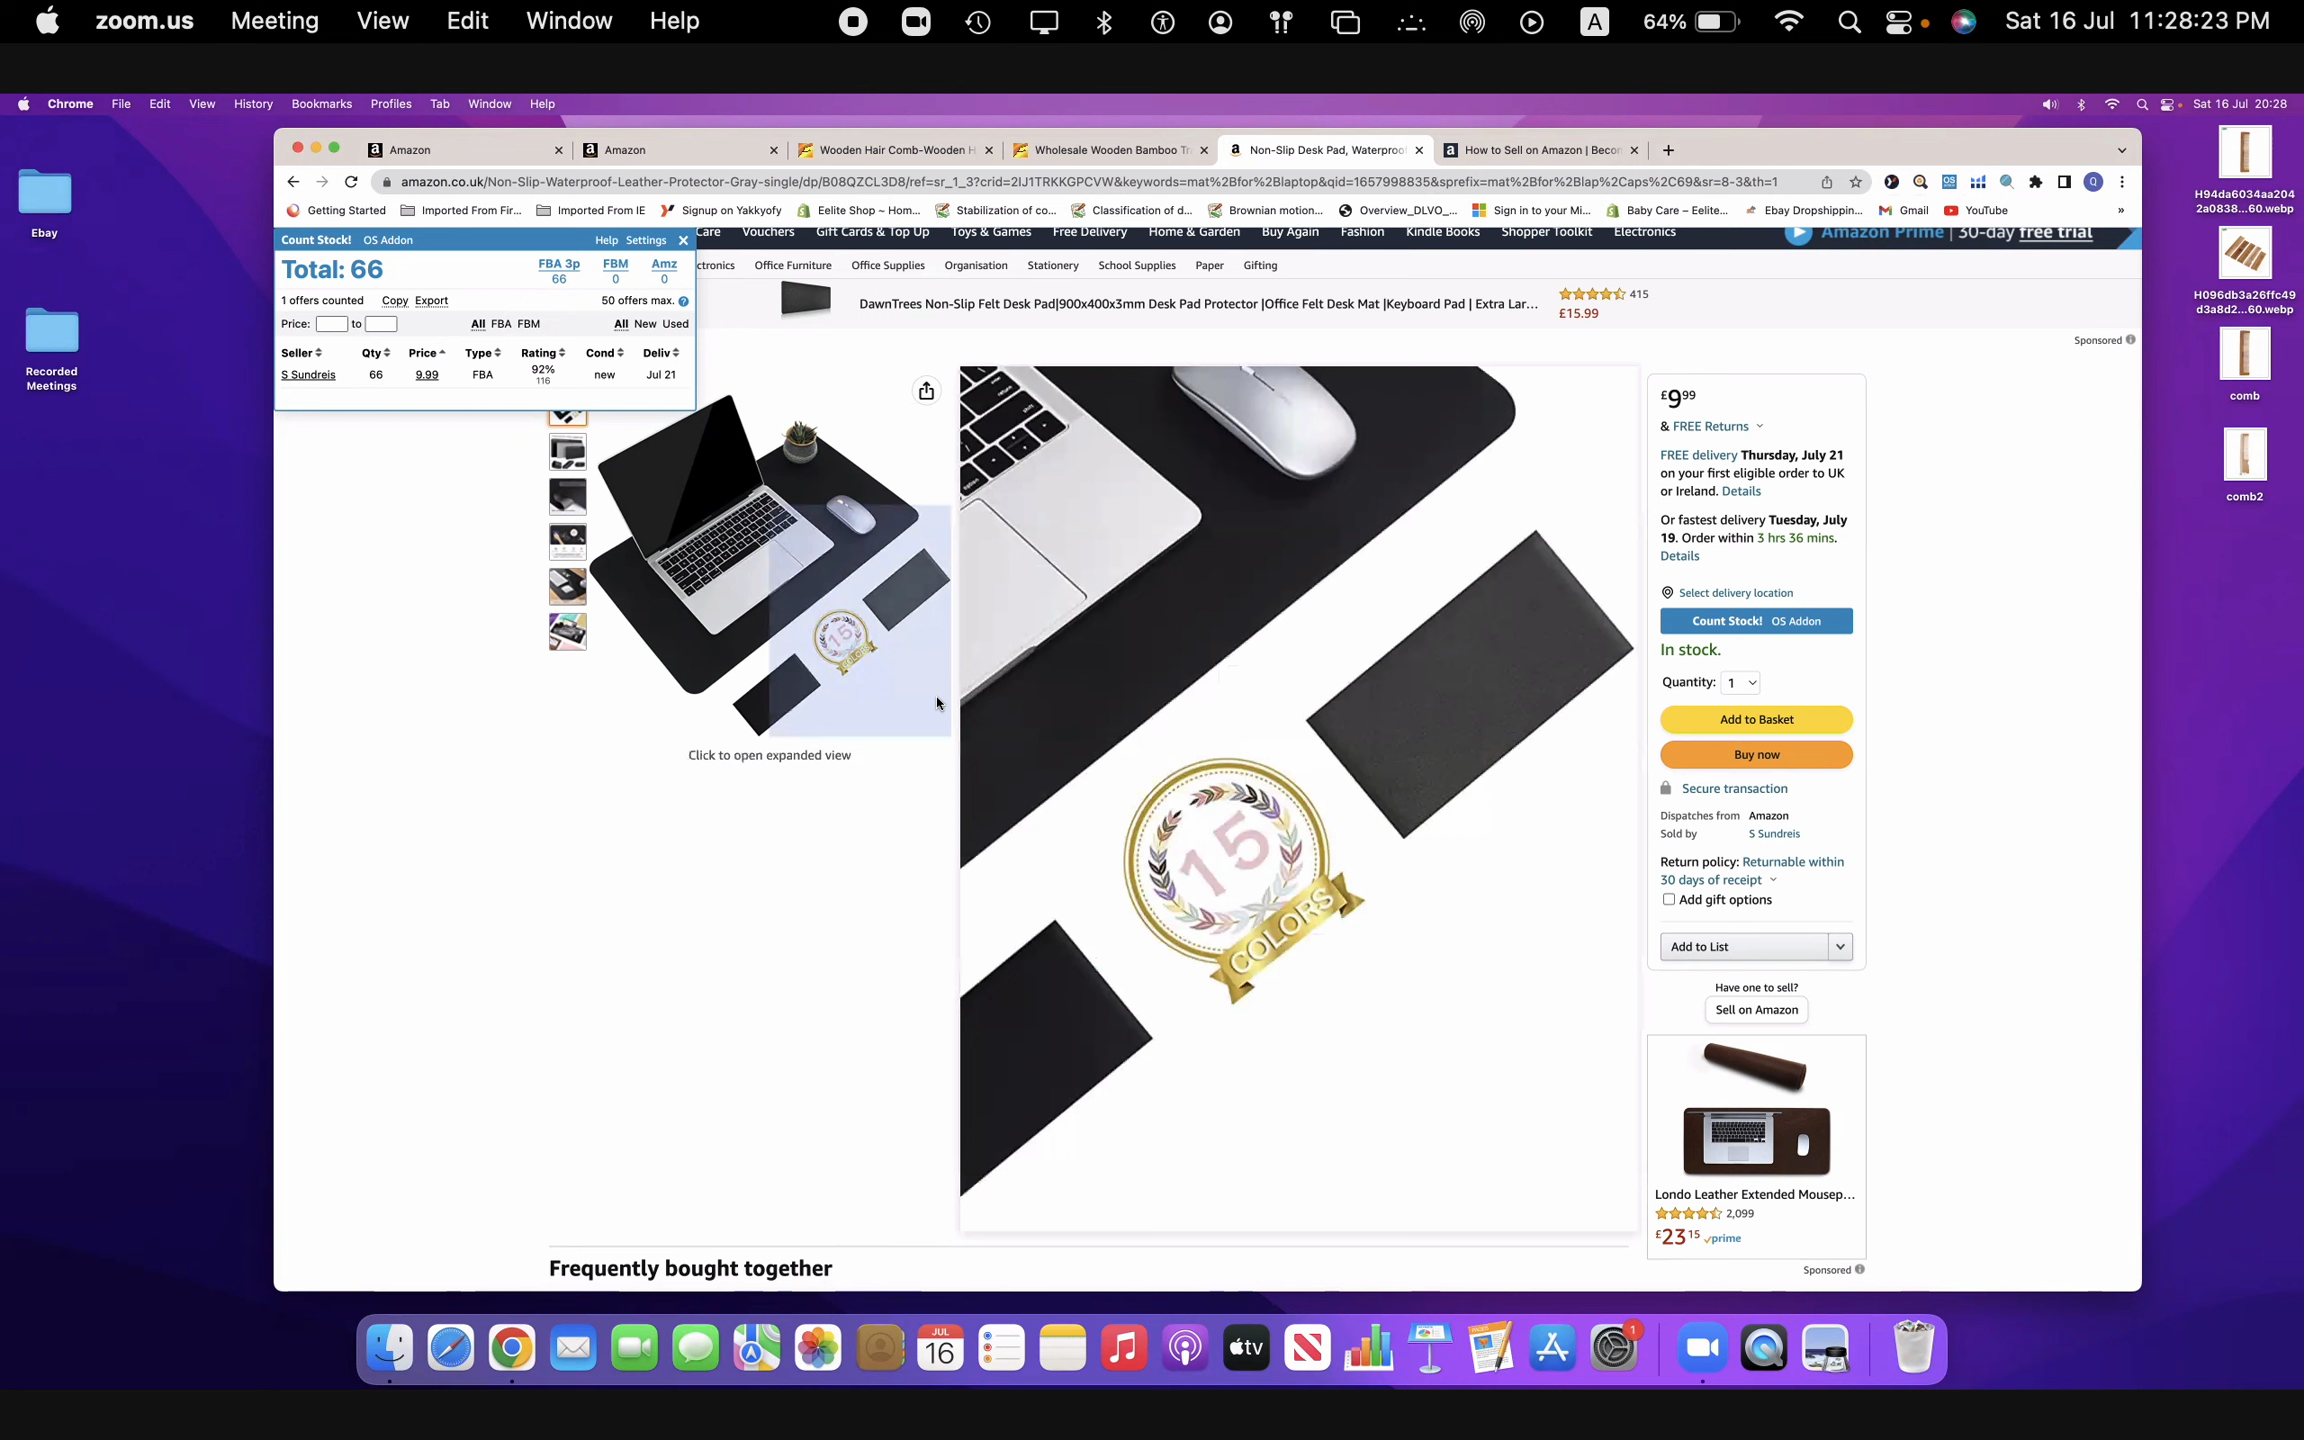 zoom.us Meeting View Edit Window Help
A 64% Sat 16 Jul 11:28:23 PM
Chrome File Edit View History Bookmarks Profiles Tab Window Help
Sat 16 Jul 20:28
Amazon
Amazon
Wooden Hair Comb-Wooden H
Wholesale Wooden Bamboo Tr
Non-Slip Desk Pad, Waterproof
How to Sell on Amazon | Becon
amazon.co.uk/Non-Slip-Waterproof-Leather-Protector-Gray-single/dp/B08QZCL3D8/ref=sr_1_3?crid=2IJ1TRKKGPCVW&keywords=mat%2Bfor%2Blaptop&qid=1657998835&sprefix=mat%2Bfor%2Blap%2Caps%2C69&sr=8-3&th=1
Getting Started Imported From Fir... Imported From IE Signup on Yakkyofy Eelite Shop ~ Hom... Stabilization of co... Classification of d... Brownian motion... Overview_DLVO_... Sign in to your Mi... Baby Care – Eelite... Ebay Dropshippin... Gmail YouTube »
Ebay
Recorded
Meetings
H94da6034aa204
2a0838...60.webp
H096db3a26ffc49
d3a8d2...60.webp
comb
comb2
Count Stock! OS Addon Help Settings
Total: 66
FBA 3p FBM Amz
66 0 0
1 offers counted Copy Export 50 offers max.
Price: to All FBA FBM All New Used
Seller Qty Price Type Rating Cond Deliv
S Sundreis 66 9.99 FBA 92% new Jul 21
116
Care Vouchers Gift Cards & Top Up Toys & Games Free Delivery Home & Garden Buy Again Fashion Kindle Books Shopper Toolkit Electronics
Amazon Prime | 30-day free trial
ctronics Office Furniture Office Supplies Organisation Stationery School Supplies Paper Gifting
DawnTrees Non-Slip Felt Desk Pad|900x400x3mm Desk Pad Protector |Office Felt Desk Mat |Keyboard Pad | Extra Lar...
415
£15.99
Sponsored
Click to open expanded view
option
command
15
COLORS
£9 99
& FREE Returns
FREE delivery Thursday, July 21
on your first eligible order to UK
or Ireland. Details
Or fastest delivery Tuesday, July
19. Order within 3 hrs 36 mins.
Details
Select delivery location
Count Stock! OS Addon
In stock.
Quantity: 1
Add to Basket
Buy now
Secure transaction
Dispatches from Amazon
Sold by S Sundreis
Return policy: Returnable within
30 days of receipt
Add gift options
Add to List
Have one to sell?
Sell on Amazon
Londo Leather Extended Mousep...
2,099
£23 15 prime
Sponsored
Frequently bought together
JUL
16
tv
1